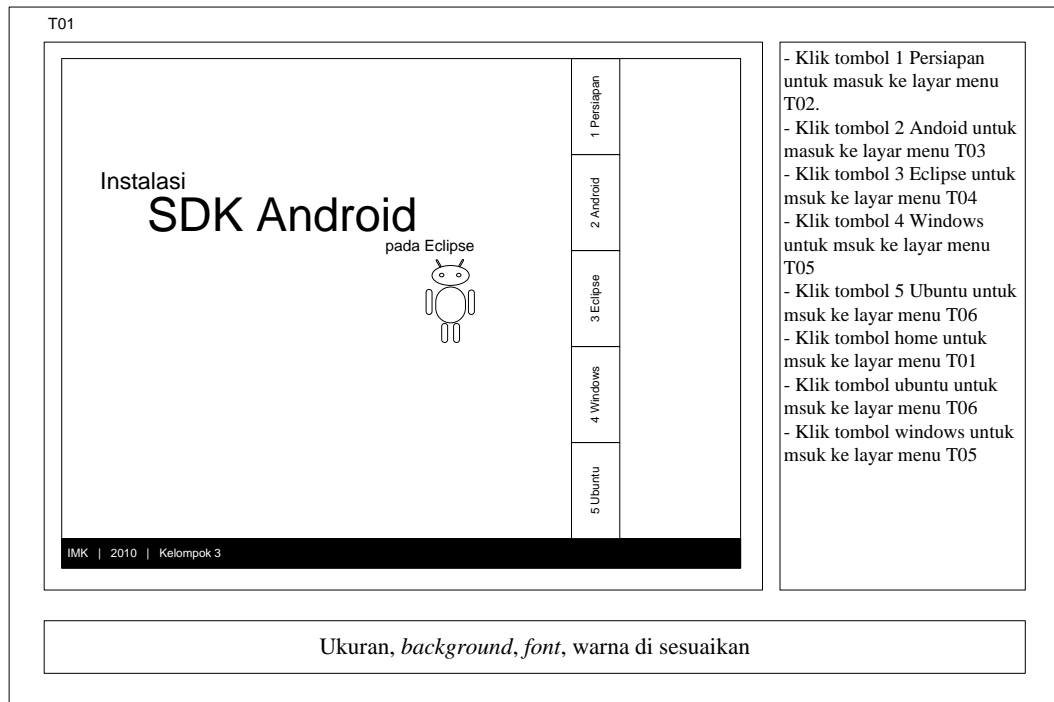 T01
Instalasi
SDK Android
pada Eclipse
1 Persiapan
2 Android
3 Eclipse
4 Windows
5 Ubuntu
IMK | 2010 | Kelompok 3
- Klik tombol 1 Persiapan
untuk masuk ke layar menu
T02.
- Klik tombol 2 Andoid untuk
masuk ke layar menu T03
- Klik tombol 3 Eclipse untuk
msuk ke layar menu T04
- Klik tombol 4 Windows
untuk msuk ke layar menu
T05
- Klik tombol 5 Ubuntu untuk
msuk ke layar menu T06
- Klik tombol home untuk
msuk ke layar menu T01
- Klik tombol ubuntu untuk
msuk ke layar menu T06
- Klik tombol windows untuk
msuk ke layar menu T05
Ukuran, background, font, warna di sesuaikan